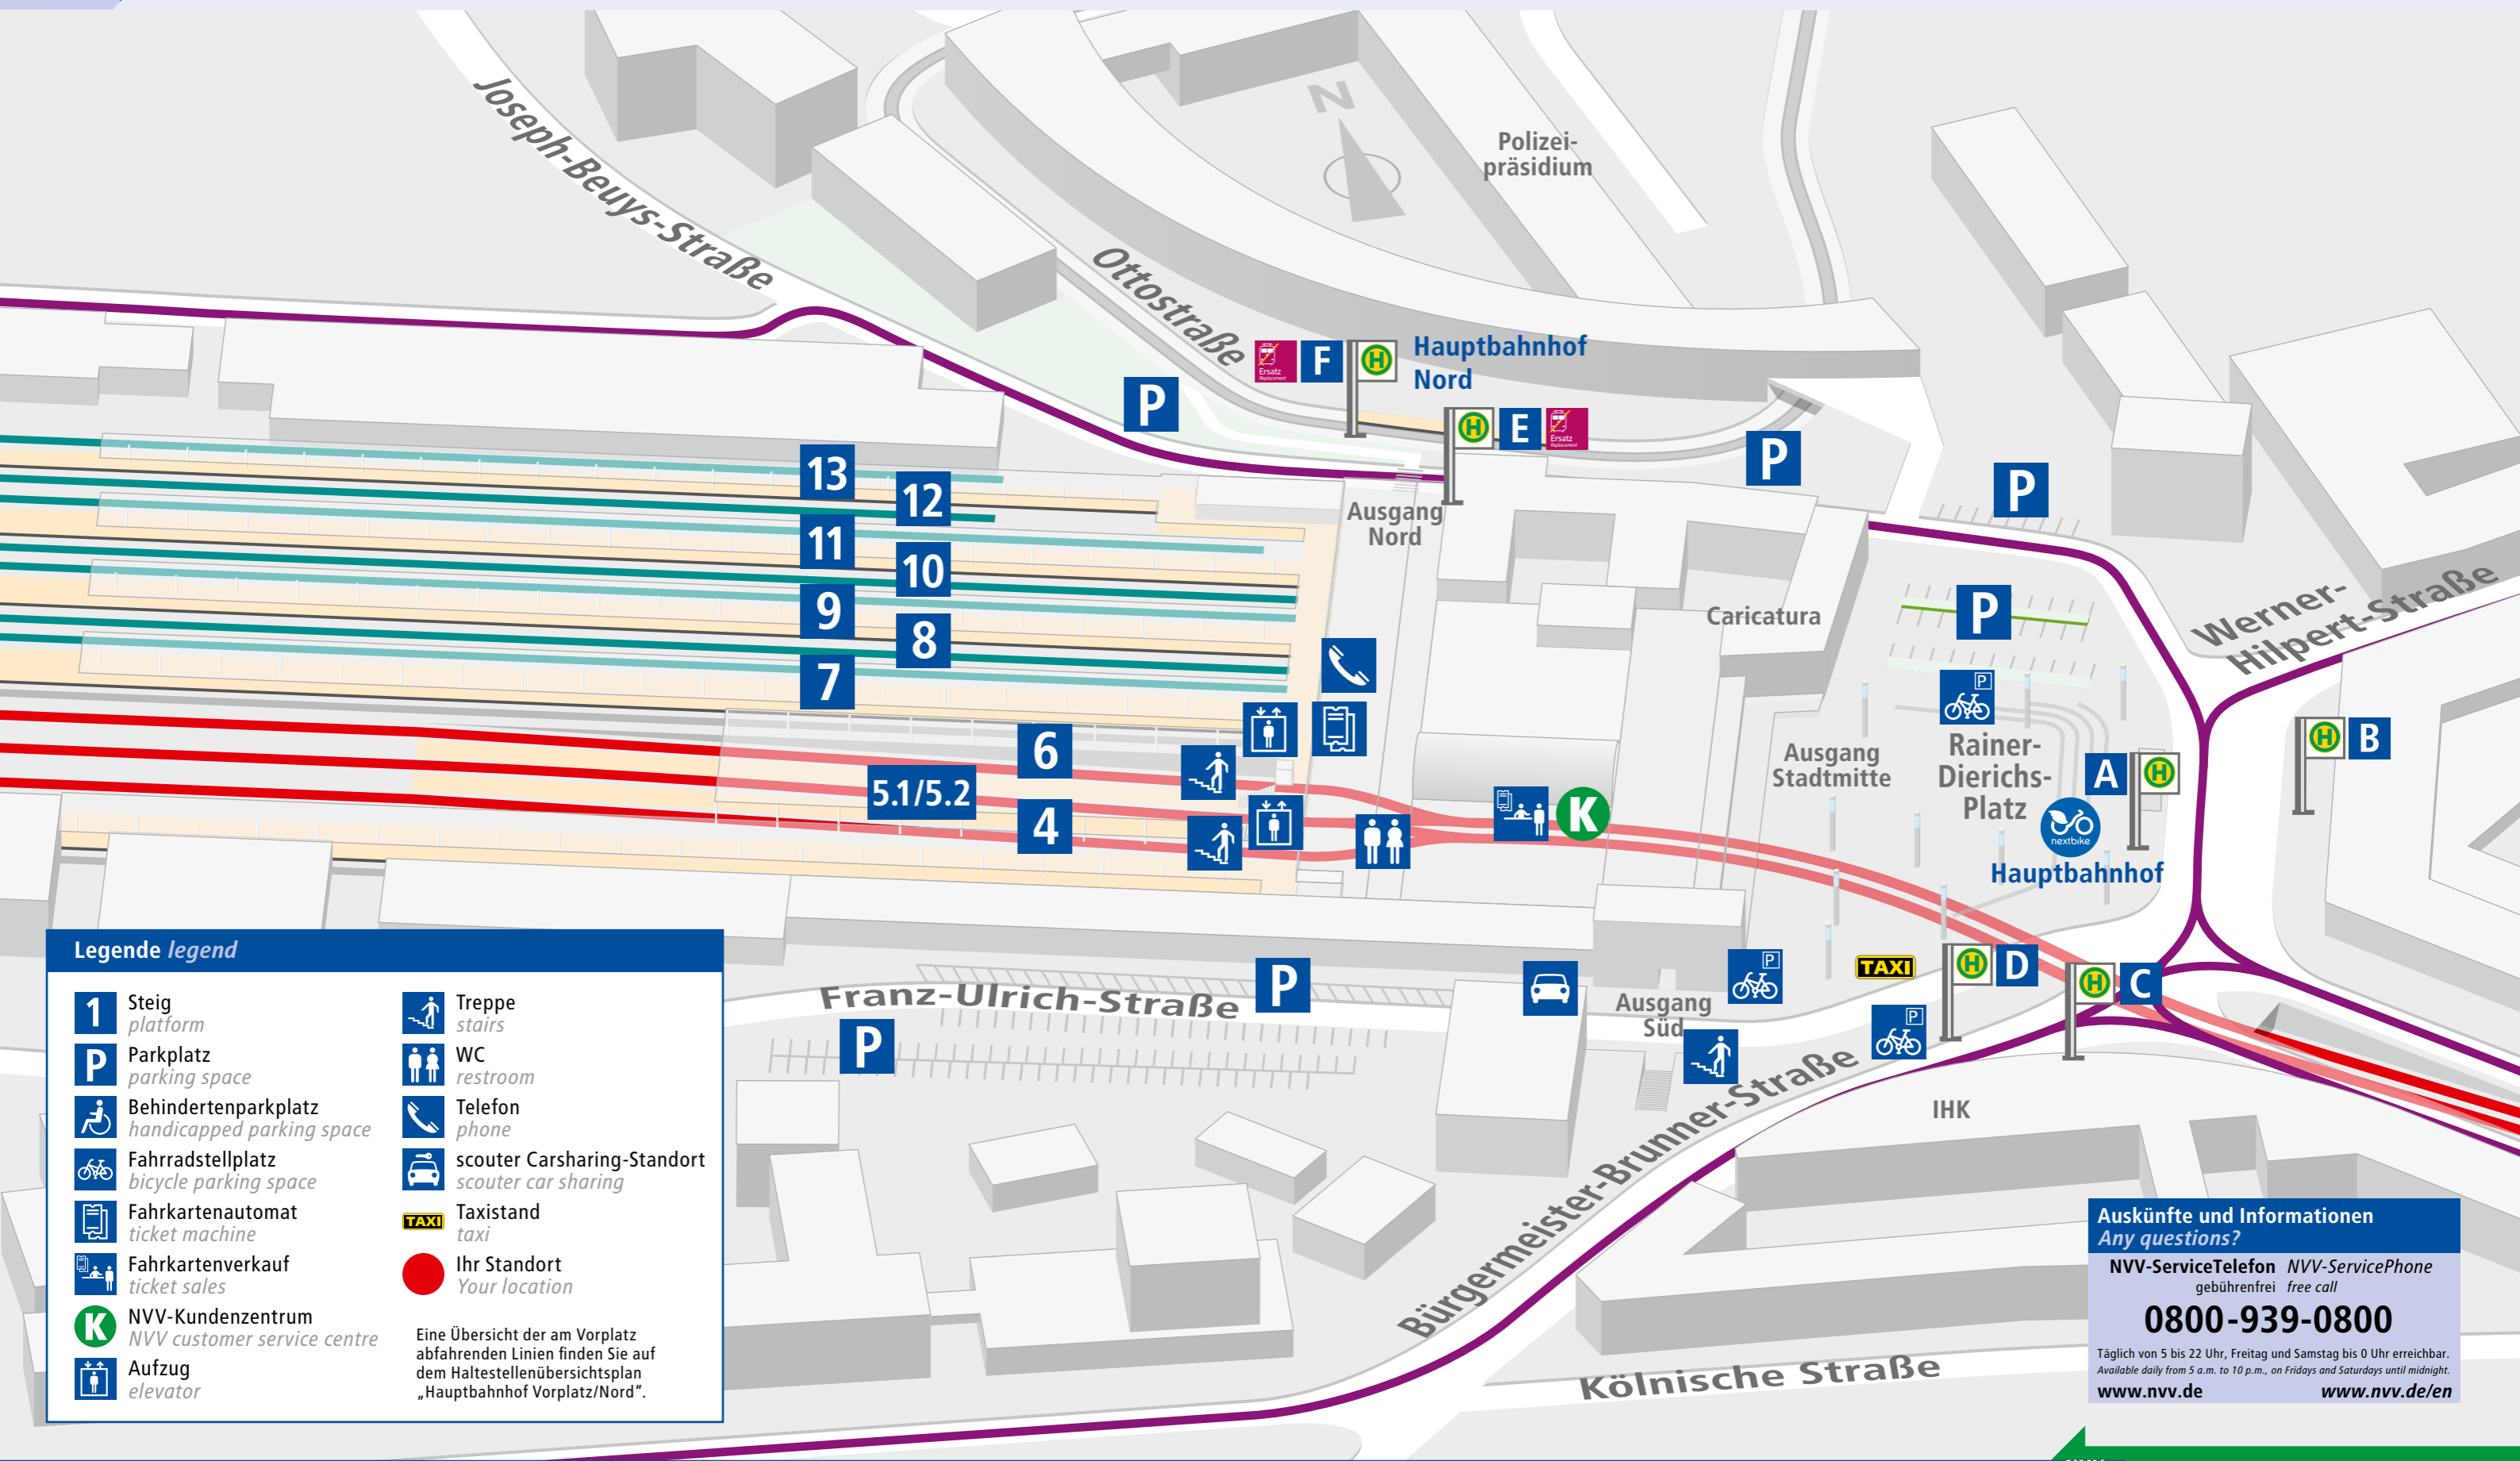 Joseph-Beuys-Straße
N
Polizei-
präsidium
Ottostraße
Ersatz
Replacement
F
H
Hauptbahnhof
Nord
P
H
E
Ersatz
Replacement
P
P
13
12
11
10
9
8
7
6
5.1/5.2
4
Ausgang
Nord
Caricatura
P
Werner-
Hilpert-Straße
P
Ausgang
Stadtmitte
Rainer-
Dierichs-
Platz
A
H
H
B
K
nextbike
Hauptbahnhof
Franz-Ulrich-Straße
P
P
Ausgang
Süd
P
TAXI
H
D
H
C
P
Bürgermeister-Brunner-Straße
IHK
Kölnische Straße
Legende legend
1
Steig
platform
P
Parkplatz
parking space
Behindertenparkplatz
handicapped parking space
Fahrradstellplatz
bicycle parking space
Fahrkartenautomat
ticket machine
Fahrkartenverkauf
ticket sales
K
NVV-Kundenzentrum
NVV customer service centre
Aufzug
elevator
Treppe
stairs
WC
restroom
Telefon
phone
scouter Carsharing-Standort
scouter car sharing
TAXI
Taxistand
taxi
Ihr Standort
Your location
Eine Übersicht der am Vorplatz
abfahrenden Linien finden Sie auf
dem Haltestellenübersichtsplan
„Hauptbahnhof Vorplatz/Nord“.
Auskünfte und Informationen
Any questions?
NVV-ServiceTelefon NVV-ServicePhone
gebührenfrei free call
0800-939-0800
Täglich von 5 bis 22 Uhr, Freitag und Samstag bis 0 Uhr erreichbar.
Available daily from 5 a.m. to 10 p.m., on Fridays and Saturdays until midnight.
www.nvv.de www.nvv.de/en